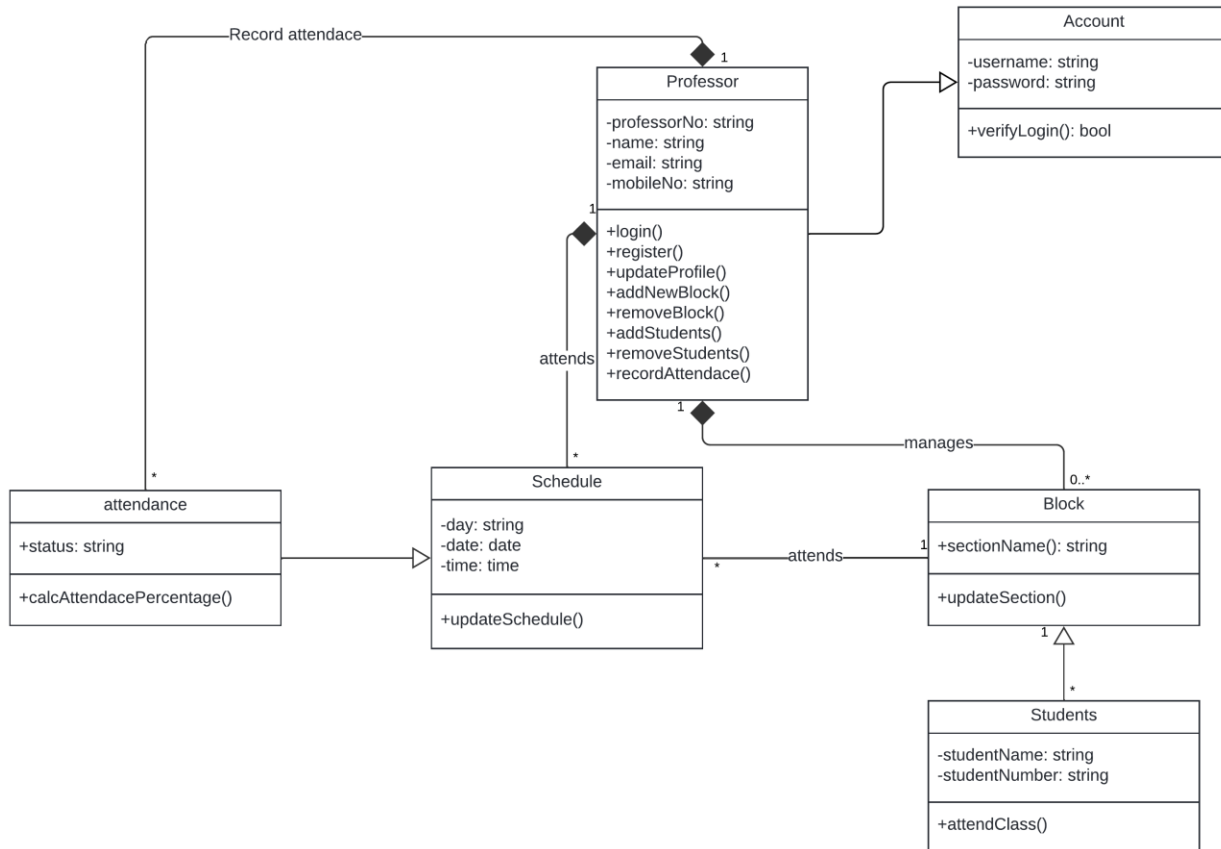 Account
-username: string
-password: string
+verifyLogin(): bool
Record attendace
1
Professor
-professorNo: string
-name: string
-email: string
-mobileNo: string
1
+login()
+register()
+updateProfile()
+addNewBlock()
+removeBlock()
+addStudents()
+removeStudents()
+recordAttendace()
attends
1
manages
*
*
0..*
attendance
+status: string
+calcAttendacePercentage()
Schedule
-day: string
-date: date
-time: time
+updateSchedule()
*
attends
1
Block
+sectionName(): string
+updateSection()
1
*
Students
-studentName: string
-studentNumber: string
+attendClass()